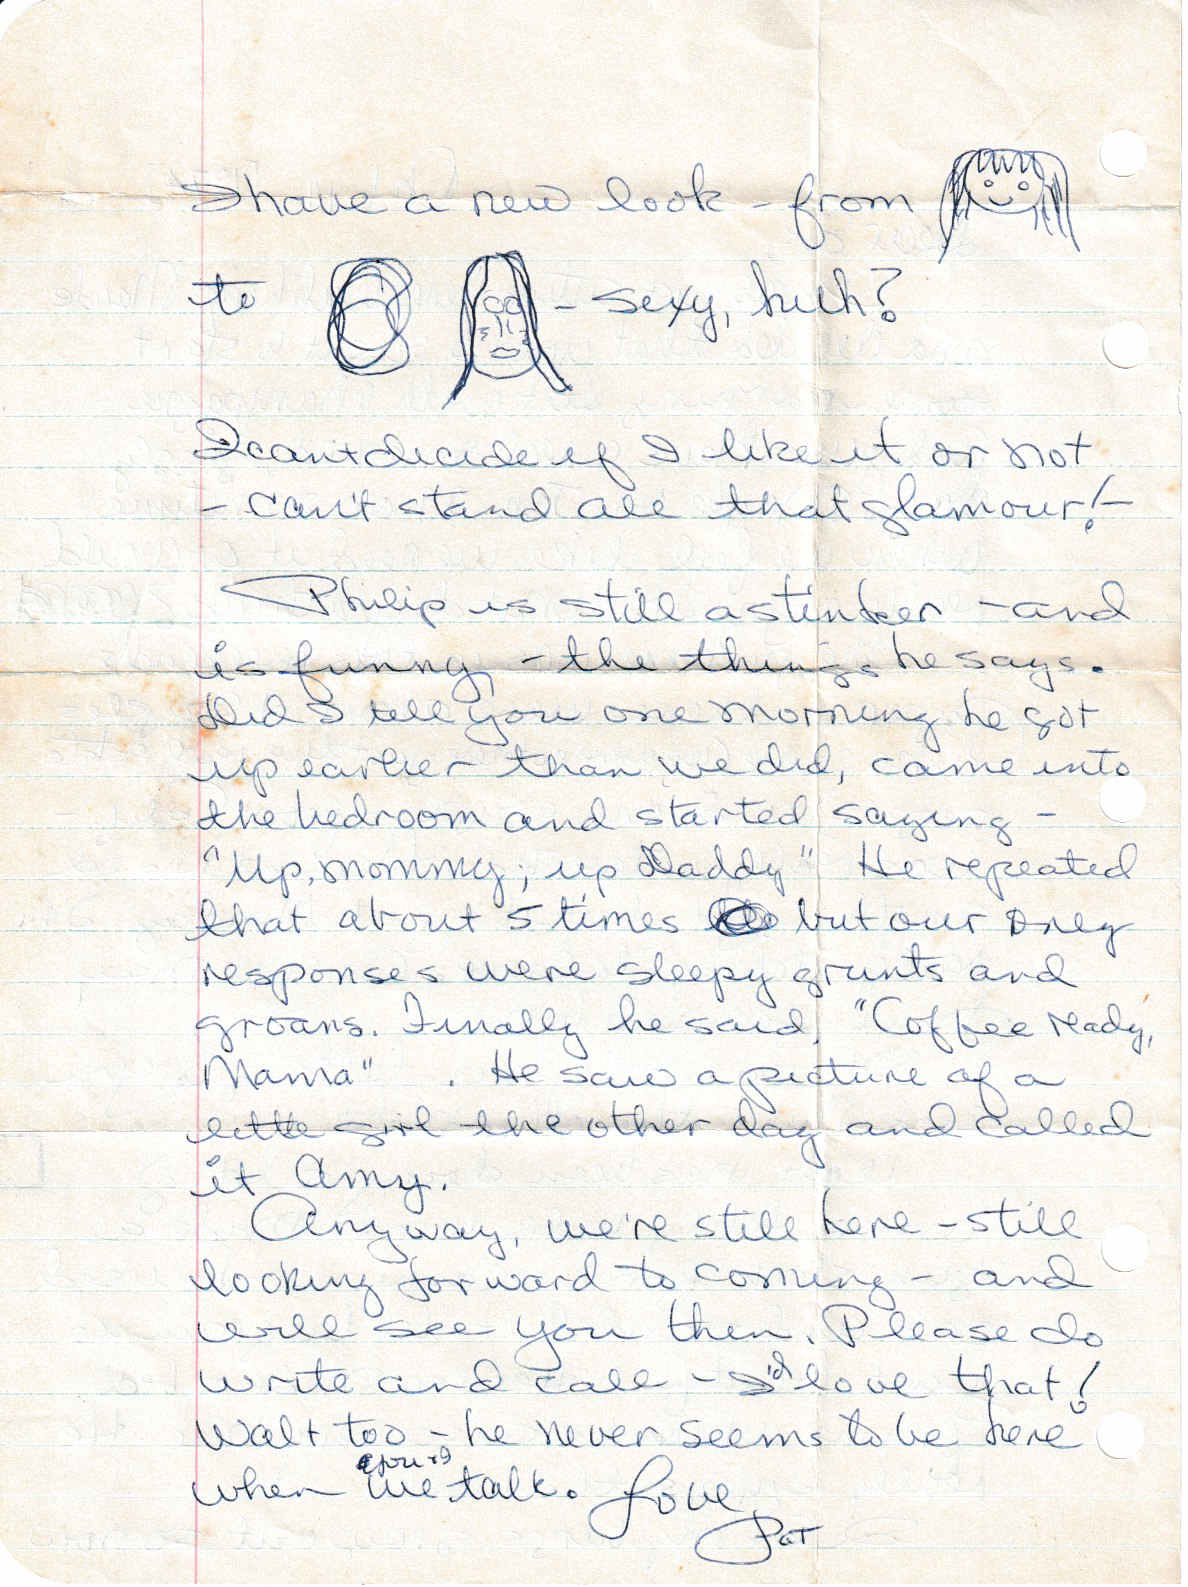 I have a new look - from
to - sexy, huh?
I can't decide if I like it or not
- can't stand all that glamour! -
Philip is still a stinker - and
is funny, - the things he says.
Did I tell you one morning he got
up earlier than we did, came into
the bedroom and started saying -
"Up, mommy; up Daddy" He repeated
that about 5 times but our only
responses were sleepy grunts and
groans. Finally he said, "Coffee ready,
Mama" . He saw a picture of a
little girl the other day and called
it Amy.
Anyway, we're still here - still
looking forward to coming - and
will see you then. Please do
write and call - I'd love that!
Walt too - he never seems to be here
when we talk. Love,
Pat